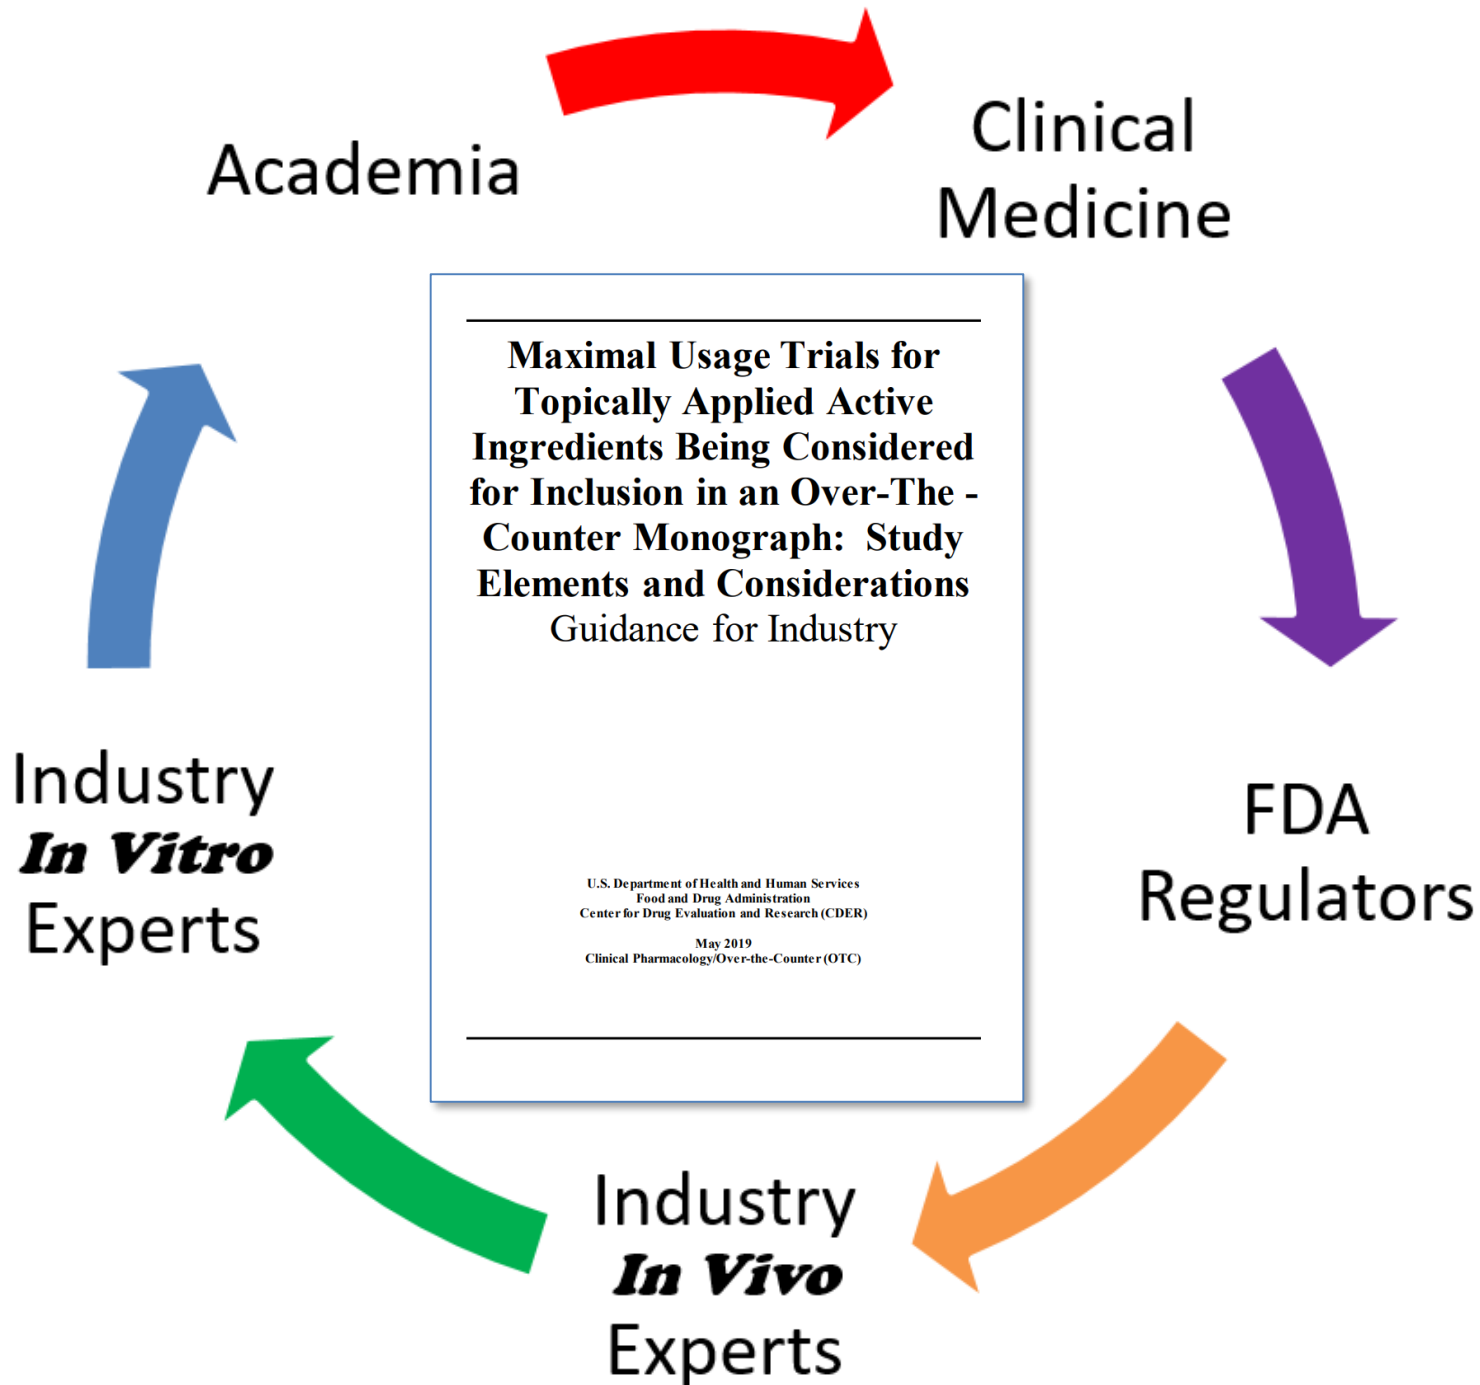 Academia
Clinical
Medicine
Maximal Usage Trials for
Topically Applied Active
Ingredients Being Considered
for Inclusion in an Over-The -
Counter Monograph:  Study
Elements and Considerations
Guidance for Industry
U.S. Department of Health and Human Services
Food and Drug Administration
Center for Drug Evaluation and Research (CDER)
May 2019
Clinical Pharmacology/Over-the-Counter (OTC)
Industry
In Vitro
Experts
FDA
Regulators
Industry
In Vivo
Experts